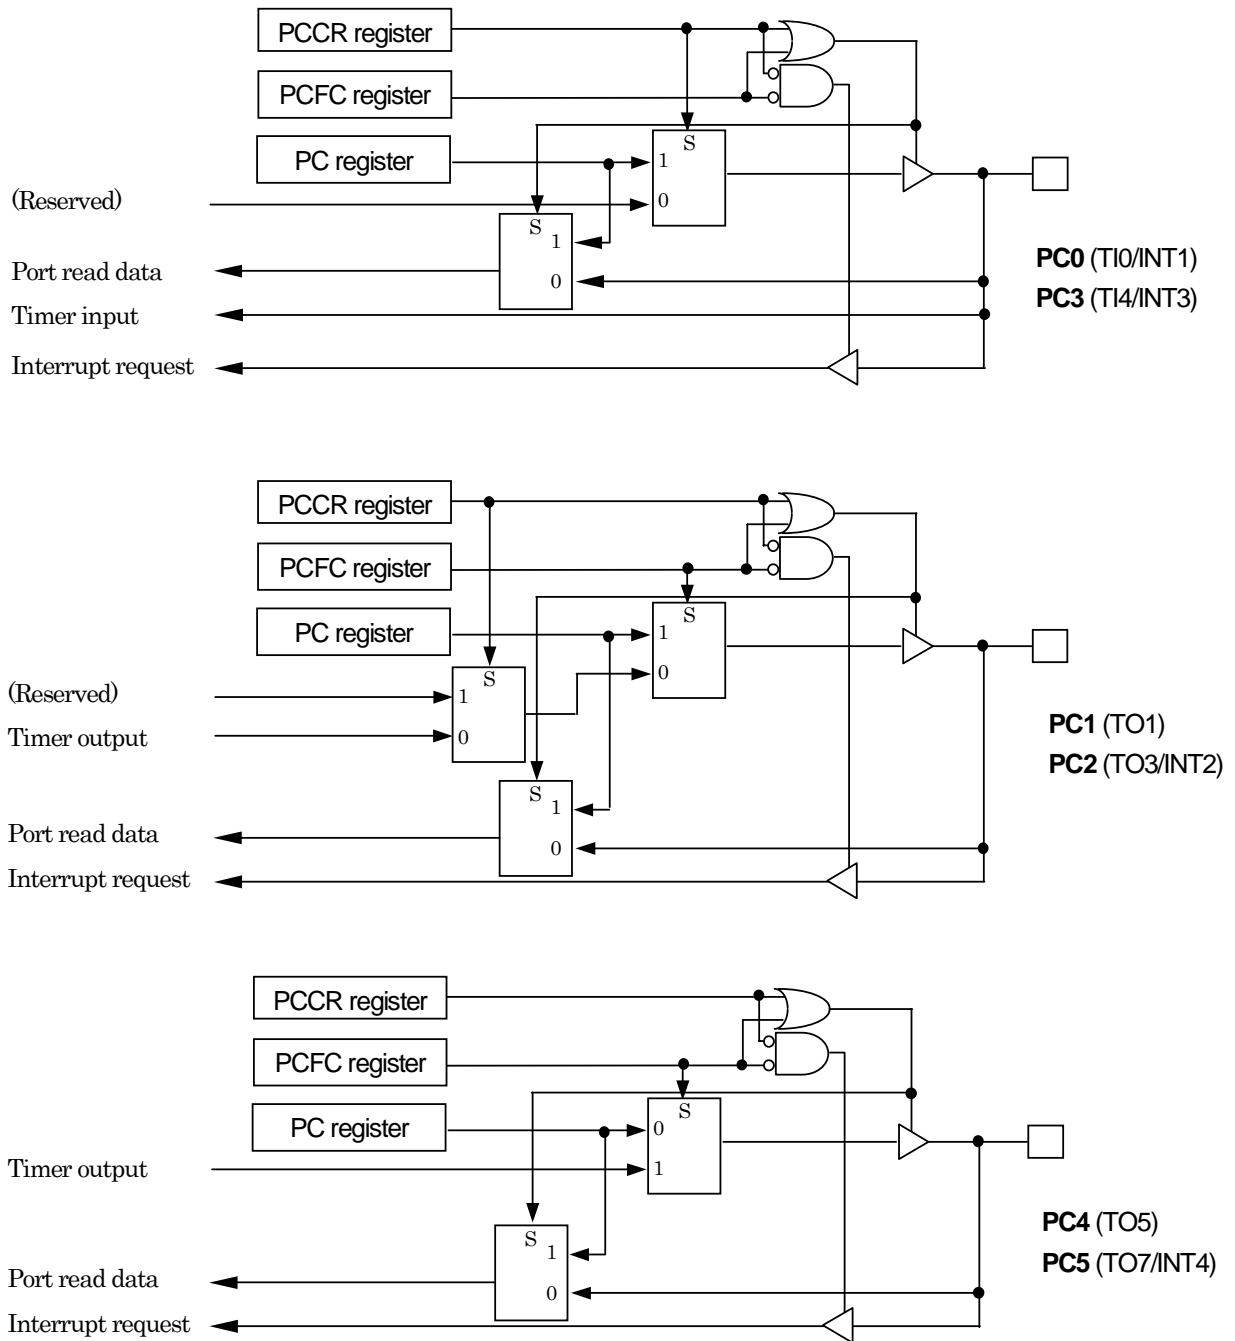 PCCR register
PCFC register
S
PC register
1
(Reserved)
0
S
1
Port read data
0
PC0 (TI0/INT1)
Timer input
PC3 (TI4/INT3)
Interrupt request
PCCR register
PCFC register
S
PC register
1
0
S
(Reserved)
1
Timer output
0
PC1 (TO1)
PC2 (TO3/INT2)
S
1
Port read data
0
Interrupt request
PCCR register
PCFC register
S
PC register
0
Timer output
1
S
1
PC4 (TO5)
PC5 (TO7/INT4)
Port read data
0
Interrupt request